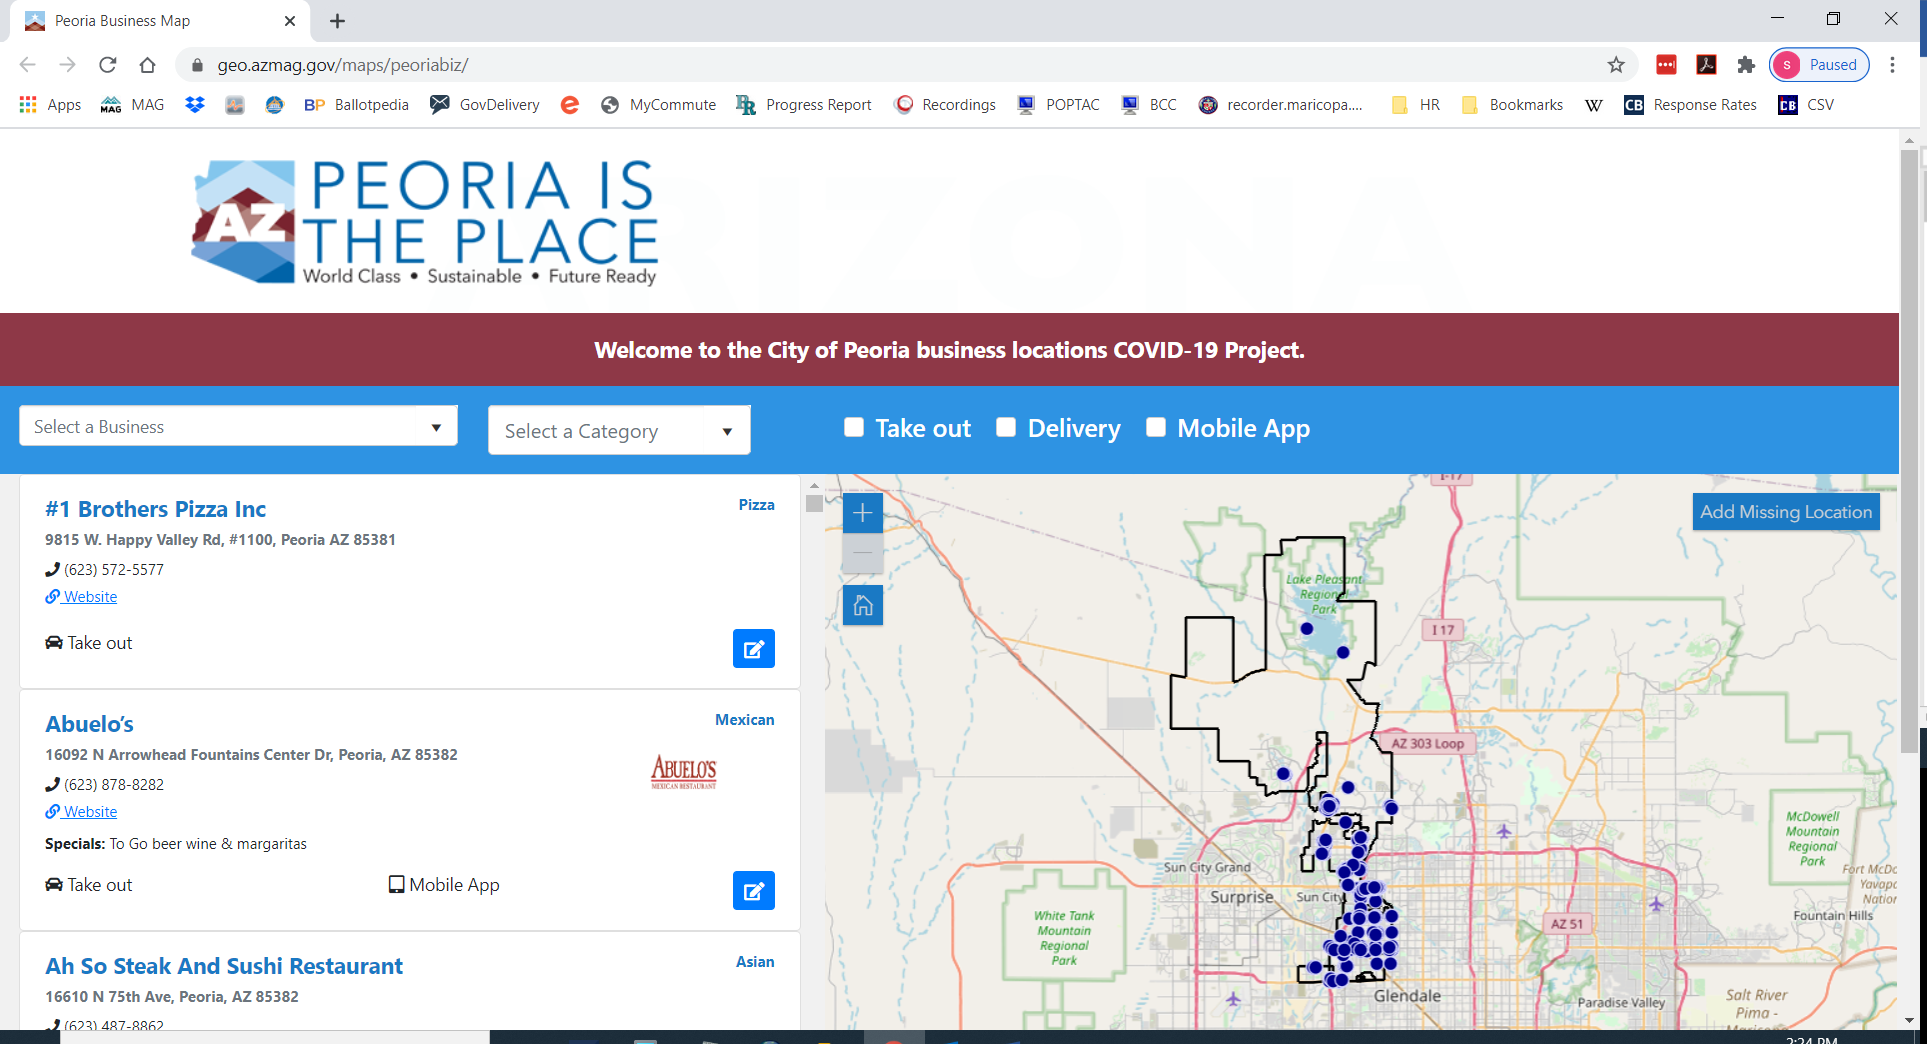 Peoria Business Map
geo.azmag.gov/maps/peoriabiz/
S Paused
Apps MAG BP Ballotpedia GovDelivery MyCommute Progress Report Recordings POPTAC BCC recorder.maricopa.... HR Bookmarks W CB Response Rates CB CSV
AZ
PEORIA IS
THE PLACE
World Class • Sustainable • Future Ready
Welcome to the City of Peoria business locations COVID-19 Project.
Select a Business
Select a Category
Take out
Delivery
Mobile App
#1 Brothers Pizza Inc
Pizza
9815 W. Happy Valley Rd, #1100, Peoria AZ 85381
(623) 572-5577
Website
Take out
Abuelo’s
Mexican
16092 N Arrowhead Fountains Center Dr, Peoria, AZ 85382
(623) 878-8282
Website
ABUELO'S
MEXICAN RESTAURANT
Specials: To Go beer wine & margaritas
Take out
Mobile App
Ah So Steak And Sushi Restaurant
Asian
16610 N 75th Ave, Peoria, AZ 85382
(623) 487-8862
Add Missing Location
I-17
Lake Pleasant
Regional
Park
I 17
AZ 303 Loop
McDowell
Mountain
Regional
Park
Sun City Grand
Surprise
Sun City
Fort McDo
Yavapa
Nation
Fountain Hills
White Tank
Mountain
Regional
Park
AZ 51
Glendale
Paradise Valley
Salt River
Pima -
Maricopa
2:24 PM